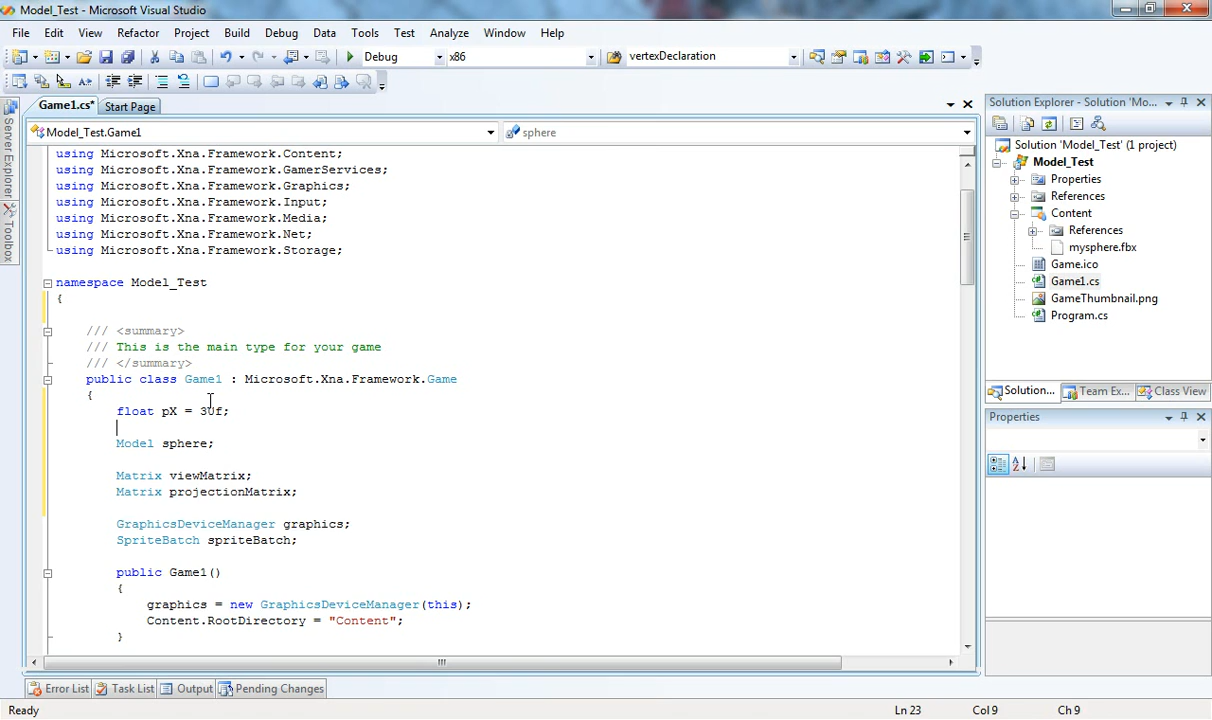 Model_Test - Microsoft Visual Studio
File Edit View Refactor Project Build Debug Data Tools Test Analyze Window Help
Debug x86 vertexDeclaration
Server Explorer
Toolbox
Game1.cs* Start Page
Model_Test.Game1 sphere
using Microsoft.Xna.Framework.Content;
using Microsoft.Xna.Framework.GamerServices;
using Microsoft.Xna.Framework.Graphics;
using Microsoft.Xna.Framework.Input;
using Microsoft.Xna.Framework.Media;
using Microsoft.Xna.Framework.Net;
using Microsoft.Xna.Framework.Storage;
namespace Model_Test
{
/// <summary>
/// This is the main type for your game
/// </summary>
public class Game1 : Microsoft.Xna.Framework.Game
{
float pX = 30f;
Model sphere;
Matrix viewMatrix;
Matrix projectionMatrix;
GraphicsDeviceManager graphics;
SpriteBatch spriteBatch;
public Game1()
{
graphics = new GraphicsDeviceManager(this);
Content.RootDirectory = "Content";
}
Solution Explorer - Solution 'Mo...
Solution 'Model_Test' (1 project)
Model_Test
Properties
References
Content
References
mysphere.fbx
Game.ico
Game1.cs
GameThumbnail.png
Program.cs
Solution... Team Ex... Class View
Properties
Error List Task List Output Pending Changes
Ready Ln 23 Col 9 Ch 9